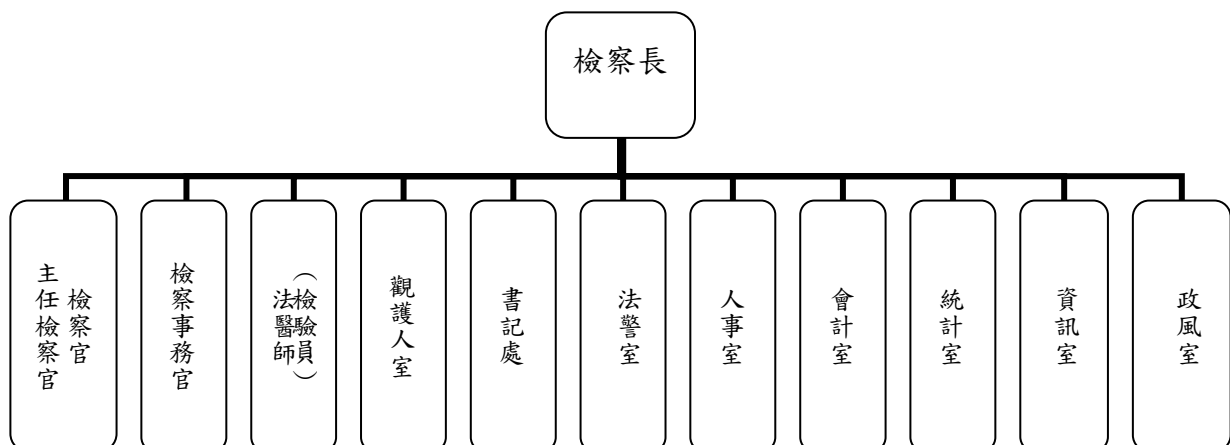 檢察長
主任檢察官
檢察官
檢察事務官
法醫師
（檢驗員）
觀護人室
書記處
法警室
人事室
會計室
統計室
資訊室
政風室